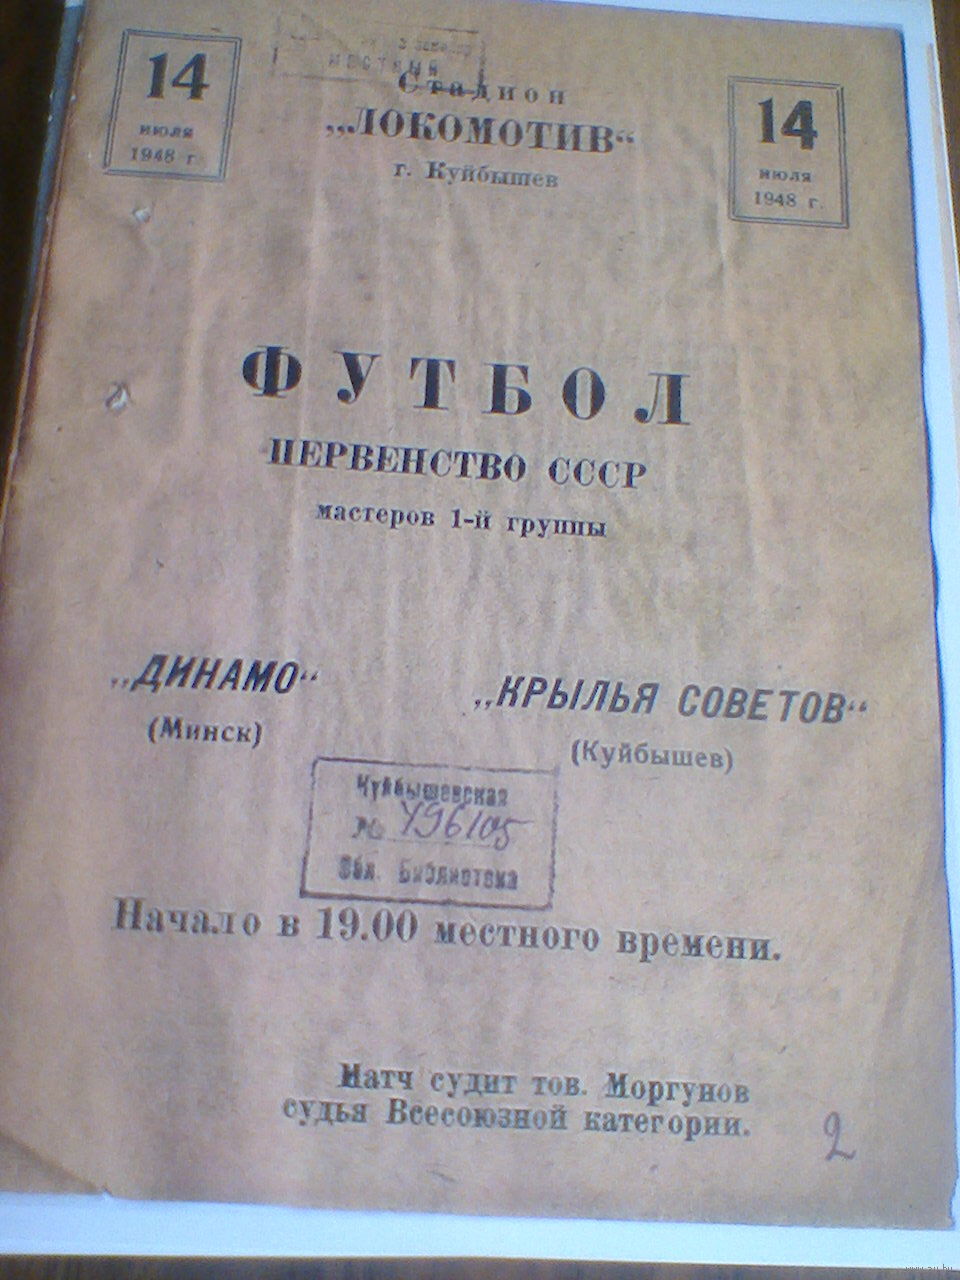 14
июля
1948 г.
14
июля
1948 г.
МЕСТНЫЙ
Стадион
„ЛОКОМОТИВ“
г. Куйбышев
ФУТБОЛ
ПЕРВЕНСТВО СССР
мастеров 1-й группы
„ДИНАМО“
(Минск)
„КРЫЛЬЯ СОВЕТОВ“
(Куйбышев)
Куйбышевская
№ 496105
Обл. Библиотека
Начало в 19.00 местного времени.
Матч судит тов. Моргунов
судья Всесоюзной категории.
2